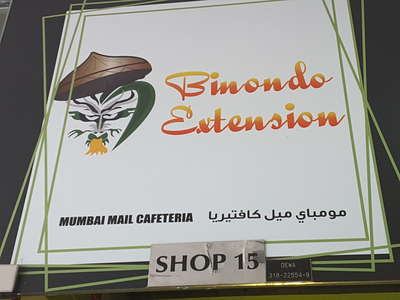 Binondo
Extension
MUMBAI MAIL CAFETERIA مومباي ميل كافتيريا
SHOP 15
DEWA
318-22554-9